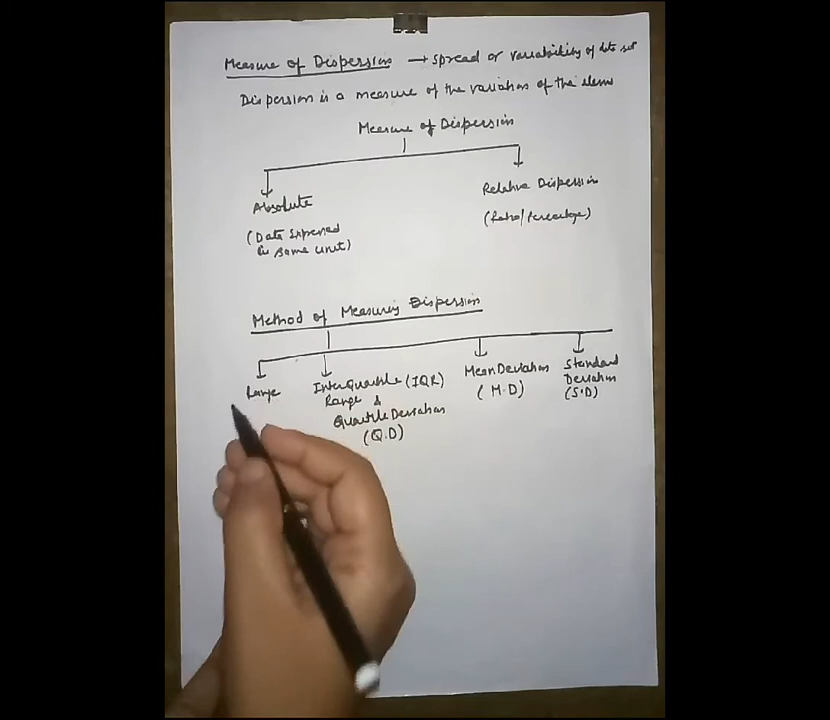 Measure of Dispersion → spread or variability of data set
Dispersion is a measure of the variation of the items
Measure of Dispersion
Absolute
Relative Dispersion
(Data Expressed
in same unit)
(Ratio/Percentage)
Method of Measuring Dispersion
Range
InterQuartile (IQR)
Range &
Quartile Deviation
(Q.D)
Mean Deviation
(M.D)
Standard
Deviation
(S.D)